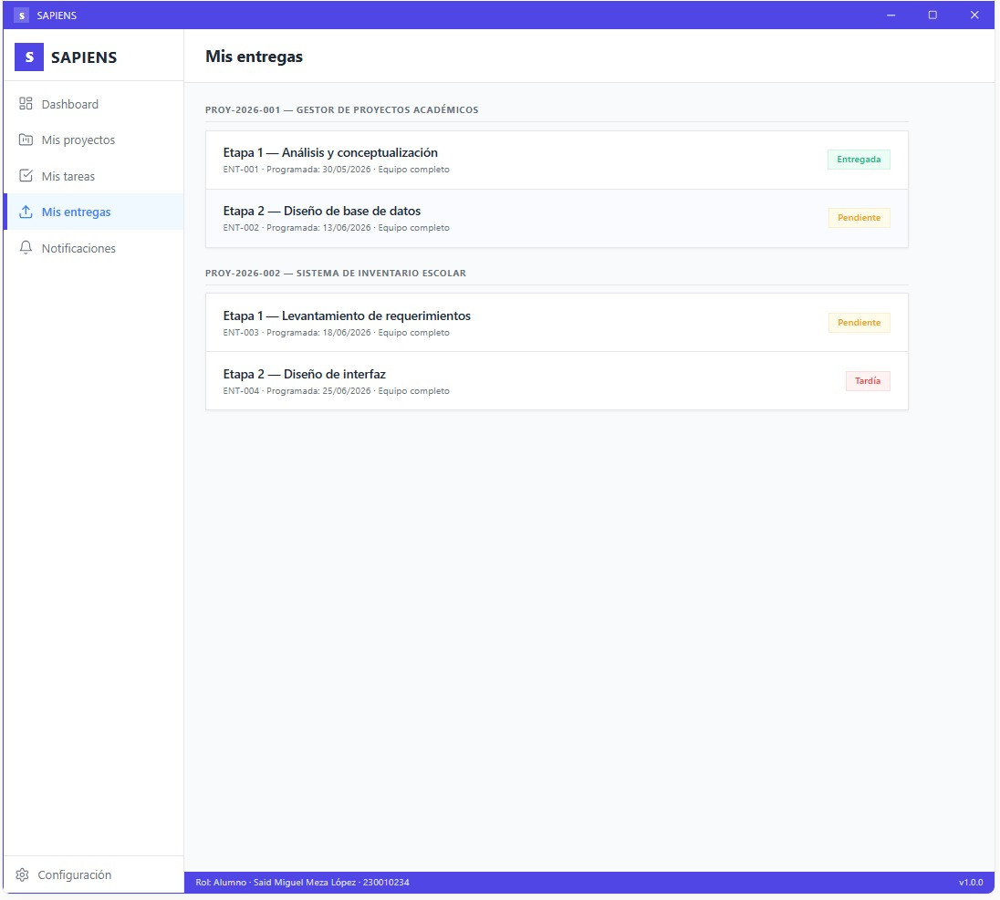 S SAPIENS
S SAPIENS
Dashboard
Mis proyectos
Mis tareas
Mis entregas
Notificaciones
Configuración
Mis entregas
PROY-2026-001 — GESTOR DE PROYECTOS ACADÉMICOS
Etapa 1 — Análisis y conceptualización
ENT-001 · Programada: 30/05/2026 · Equipo completo
Entregada
Etapa 2 — Diseño de base de datos
ENT-002 · Programada: 13/06/2026 · Equipo completo
Pendiente
PROY-2026-002 — SISTEMA DE INVENTARIO ESCOLAR
Etapa 1 — Levantamiento de requerimientos
ENT-003 · Programada: 18/06/2026 · Equipo completo
Pendiente
Etapa 2 — Diseño de interfaz
ENT-004 · Programada: 25/06/2026 · Equipo completo
Tardía
Rol: Alumno · Said Miguel Meza López · 230010234
v1.0.0